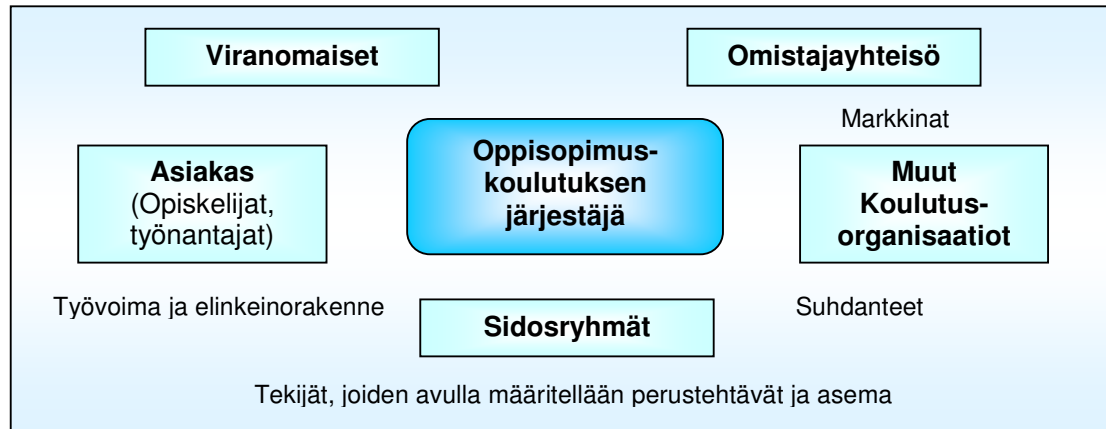 Viranomaiset
Omistajayhteisö
Markkinat
Asiakas
(Opiskelijat,
työnantajat)
Oppisopimus-
koulutuksen
järjestäjä
Muut
Koulutus-
organisaatiot
Työvoima ja elinkeinorakenne
Sidosryhmät
Suhdanteet
Tekijät, joiden avulla määritellään perustehtävät ja asema